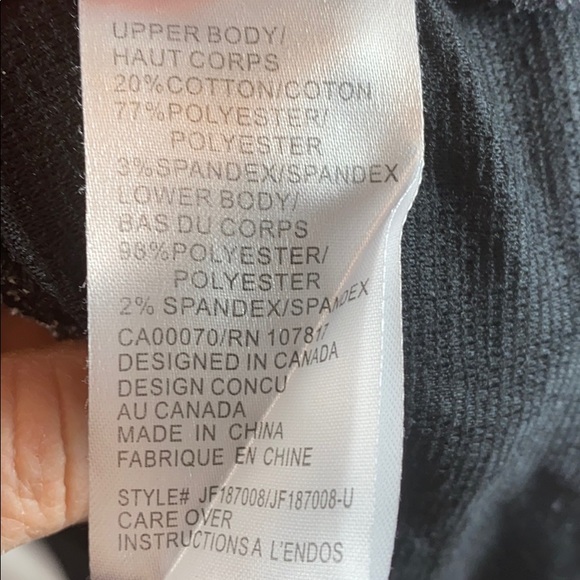 UPPER BODY/
HAUT CORPS
20%COTTON/COTON
77%POLYESTER/
POLYESTER
3%SPANDEX/SPANDEX
LOWER BODY/
BAS DU CORPS
98%POLYESTER/
POLYESTER
2% SPANDEX/SPANDEX
CA00070/RN 107817
DESIGNED IN CANADA
DESIGN CONCU
AU CANADA
MADE IN CHINA
FABRIQUE EN CHINE
STYLE# JF187008/JF187008-U
CARE OVER
INSTRUCTIONS A L'ENDOS